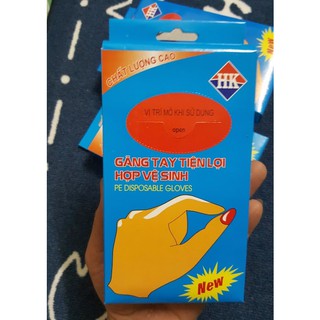 CHẤT LƯỢNG CAO
HK
VỊ TRÍ MỞ KHI SỬ DỤNG
open
GĂNG TAY TIỆN LỢI
HỢP VỆ SINH
PE DISPOSABLE GLOVES
New